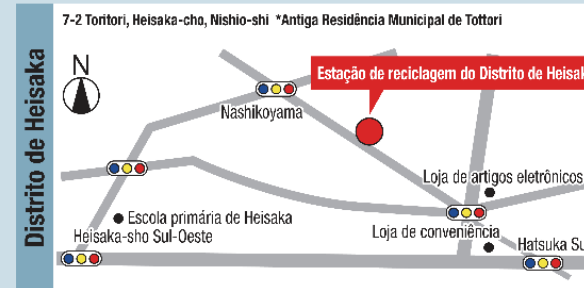 7-2 Toritori, Heisaka-cho, Nishio-shi *Antiga Residência Municipal de Tottori
Distrito de Heisaka
N
Estação de reciclagem do Distrito de Heisak
Nashikoyama
Loja de artigos eletrônicos
Escola primária de Heisaka
Heisaka-sho Sul-Oeste
Loja de conveniência
Hatsuka Su